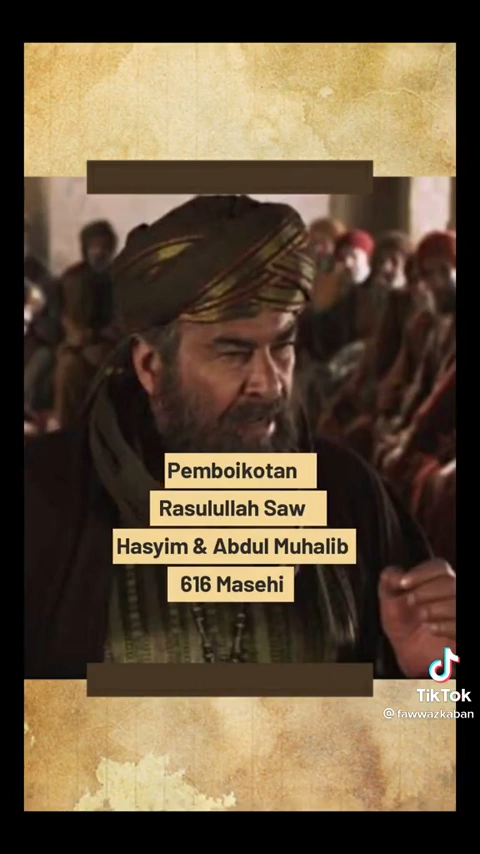 Pemboikotan
Rasulullah Saw
Hasyim & Abdul Muhalib
616 Masehi
TikTok
@fawwazkaban